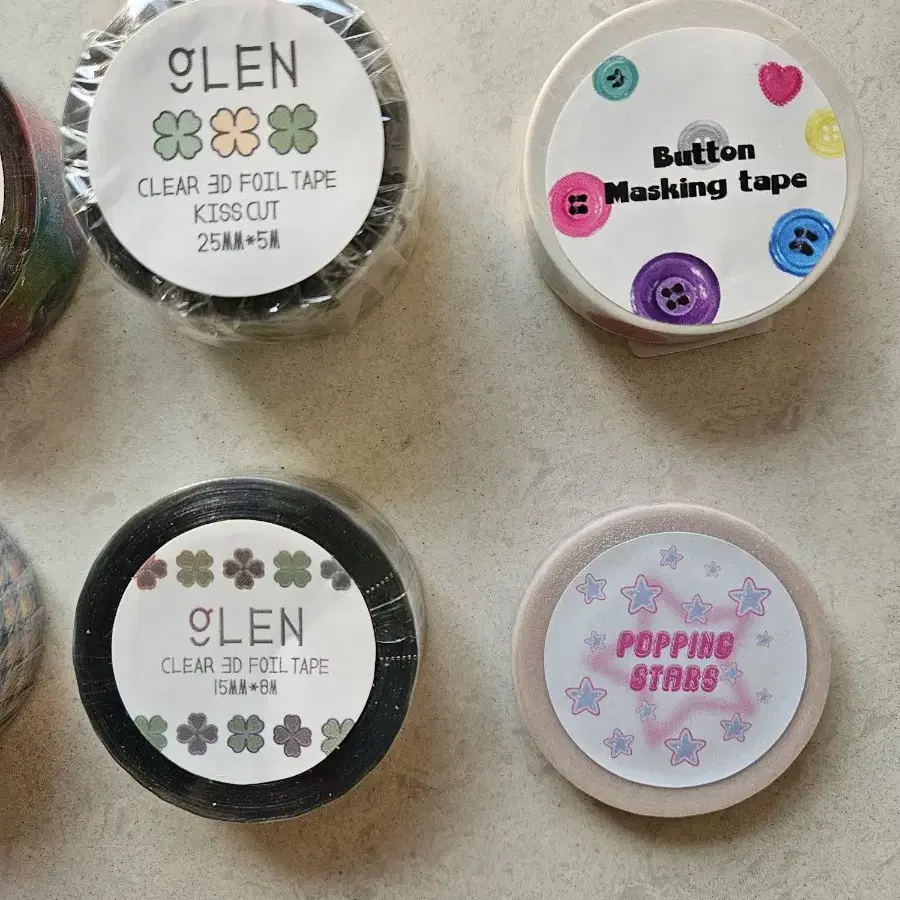 gLEN
CLEAR 3D FOIL TAPE
KISS CUT
25MM*5M
Button
Masking tape
gLEN
CLEAR 3D FOIL TAPE
15MM*8M
POPPING
STARS